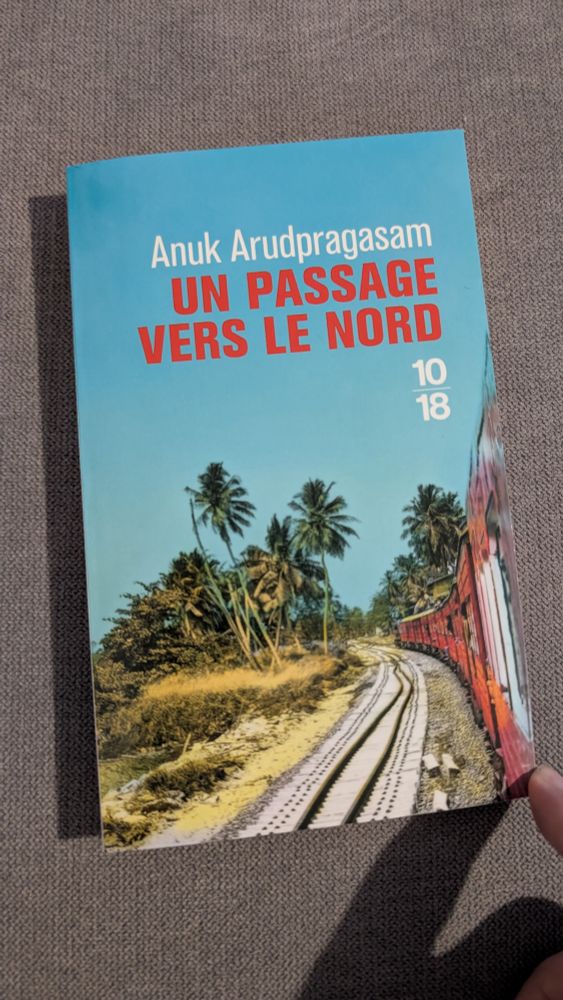 Anuk Arudpragasam
UN PASSAGE
VERS LE NORD
10
18